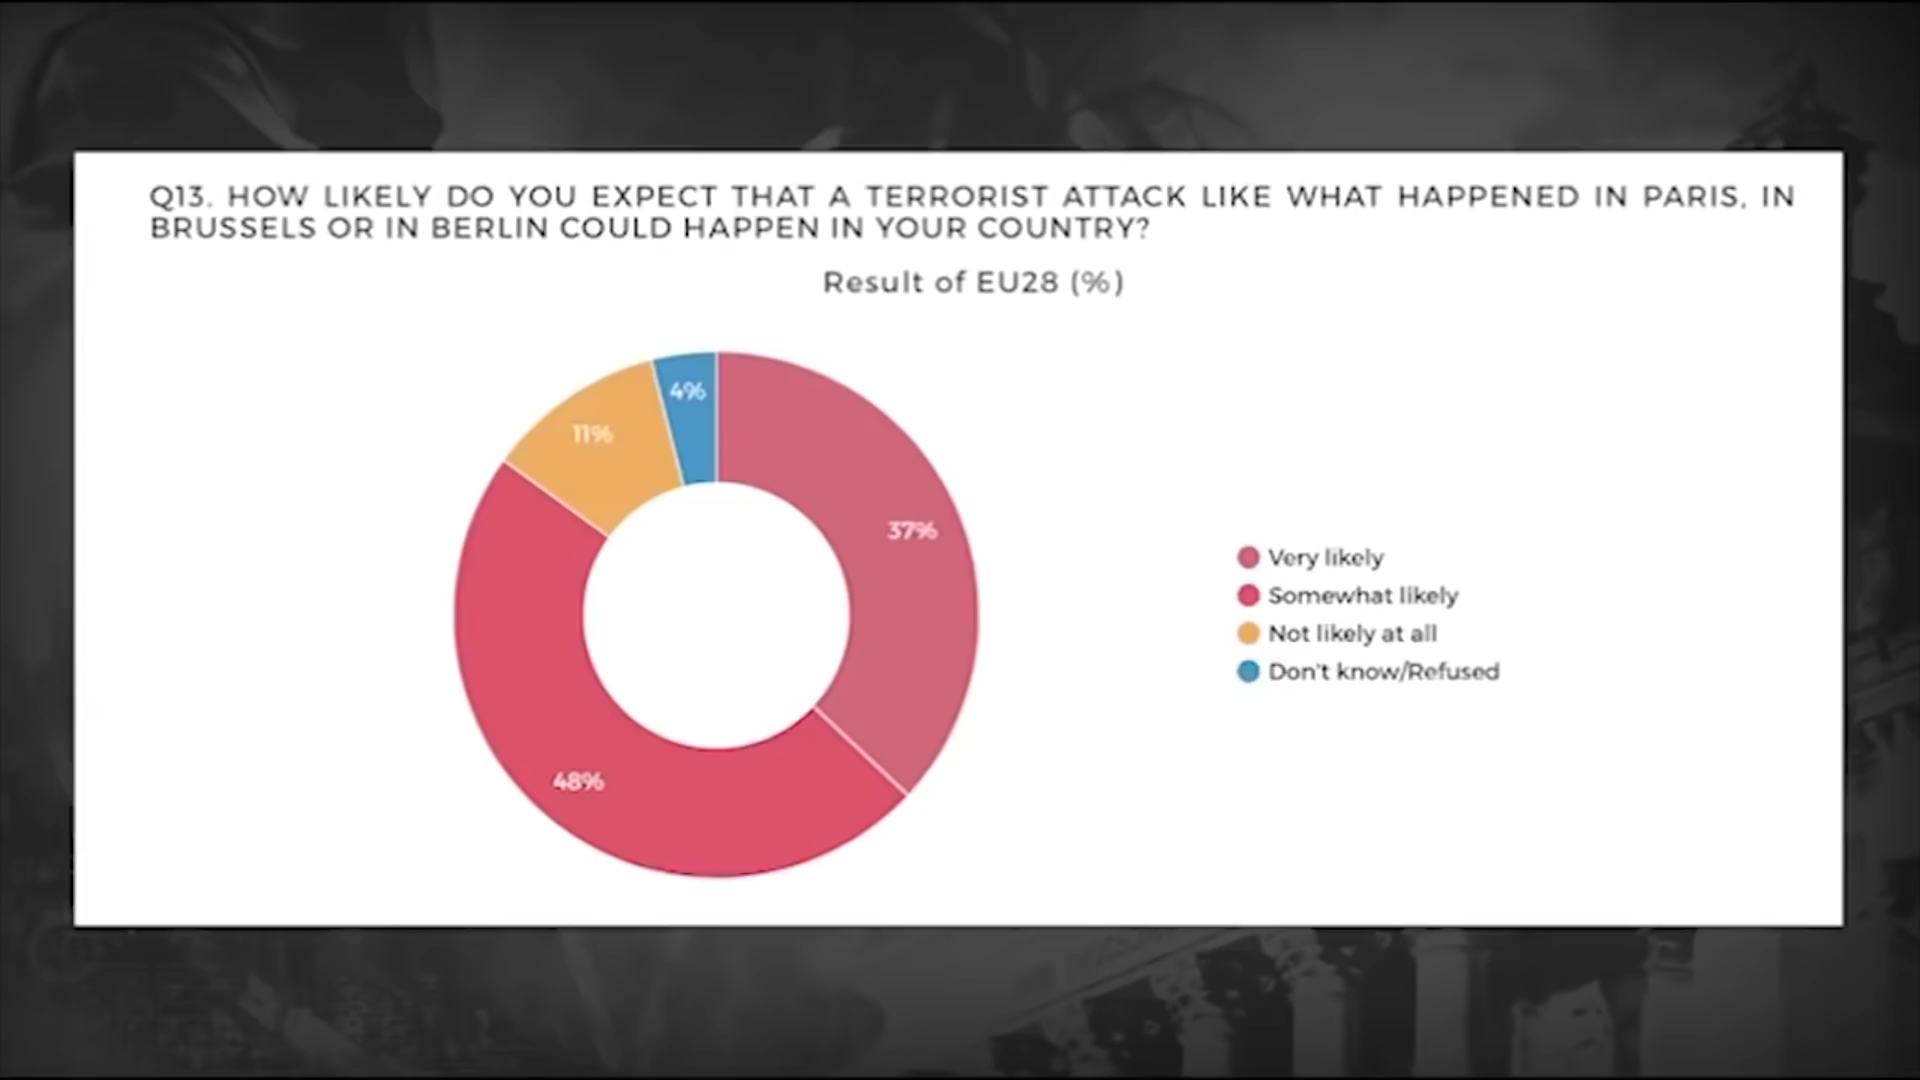 Q13. HOW LIKELY DO YOU EXPECT THAT A TERRORIST ATTACK LIKE WHAT HAPPENED IN PARIS, IN
BRUSSELS OR IN BERLIN COULD HAPPEN IN YOUR COUNTRY?
Result of EU28 (%)
4%
11%
37%
48%
Very likely
Somewhat likely
Not likely at all
Don't know/Refused